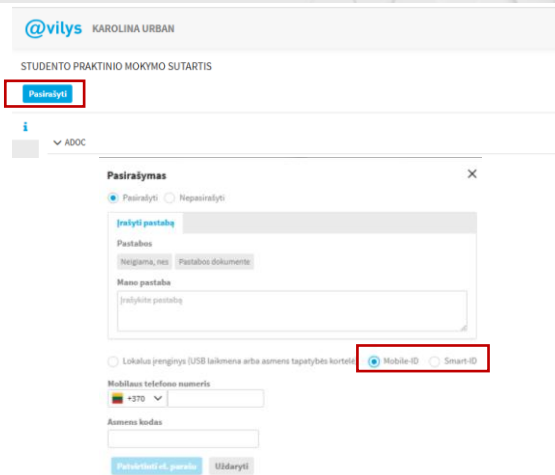 @vilys KAROLINA URBAN
STUDENTO PRAKTINIO MOKYMO SUTARTIS
Pasirašyti
i
ADOC
Pasirašymas
Pasirašyti Nepasirašyti
Įrašyti pastabą
Pastabos
Neigiama, nes Pastabos dokumente
Mano pastaba
Įrašykite pastabą
Lokalus įrenginys (USB laikmena arba asmens tapatybės kortelė Mobile-ID Smart-ID
Mobilaus telefono numeris
+370
Asmens kodas
Patvirtinti el. parašu Uždaryti